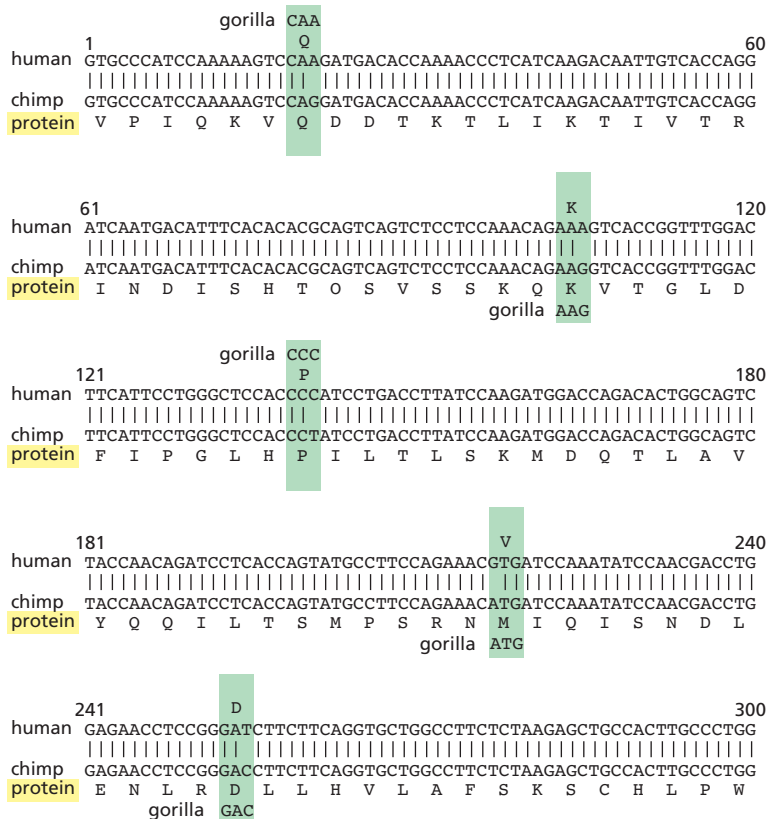 gorilla CAA
Q
1 60
human GTGCCCATCCAAAAAGTCCAAGATGACACCAAAACCCTCATCAAGACAATTGTCACCAGG
chimp GTGCCCATCCAAAAAGTCCAGGATGACACCAAAACCCTCATCAAGACAATTGTCACCAGG
protein V P I Q K V Q D D T K T L I K T I V T R
K
61 120
human ATCAATGACATTTCACACACGCAGTCAGTCTCCTCCAAACAGAAAGTCACCGGTTTGGAC
chimp ATCAATGACATTTCACACACGCAGTCAGTCTCCTCCAAACAGAAGGTCACCGGTTTGGAC
protein I N D I S H T O S V S S K Q K V T G L D
gorilla AAG
gorilla CCC
P
121 180
human TTCATTCCTGGGCTCCACCCCATCCTGACCTTATCCAAGATGGACCAGACACTGGCAGTC
chimp TTCATTCCTGGGCTCCACCCTATCCTGACCTTATCCAAGATGGACCAGACACTGGCAGTC
protein F I P G L H P I L T L S K M D Q T L A V
V
181 240
human TACCAACAGATCCTCACCAGTATGCCTTCCAGAAACGTGATCCAAATATCCAACGACCTG
chimp TACCAACAGATCCTCACCAGTATGCCTTCCAGAAACATGATCCAAATATCCAACGACCTG
protein Y Q Q I L T S M P S R N M I Q I S N D L
gorilla ATG
D
241 300
human GAGAACCTCCGGGATCTTCTTCAGGTGCTGGCCTTCTCTAAGAGCTGCCACTTGCCCTGG
chimp GAGAACCTCCGGGACCTTCTTCAGGTGCTGGCCTTCTCTAAGAGCTGCCACTTGCCCTGG
protein E N L R D L L H V L A F S K S C H L P W
gorilla GAC